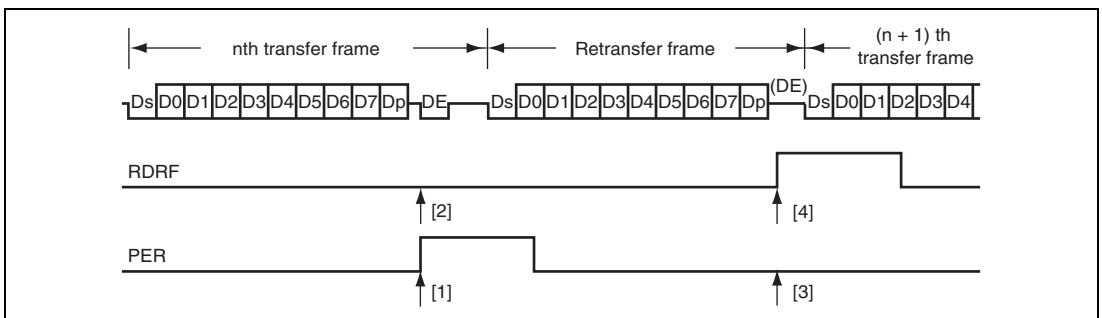 nth transfer frame Retransfer frame (n + 1) th
transfer frame
Ds D0 D1 D2 D3 D4 D5 D6 D7 Dp DE Ds D0 D1 D2 D3 D4 D5 D6 D7 Dp (DE) Ds D0 D1 D2 D3 D4
RDRF
[2] [4]
PER
[1] [3]